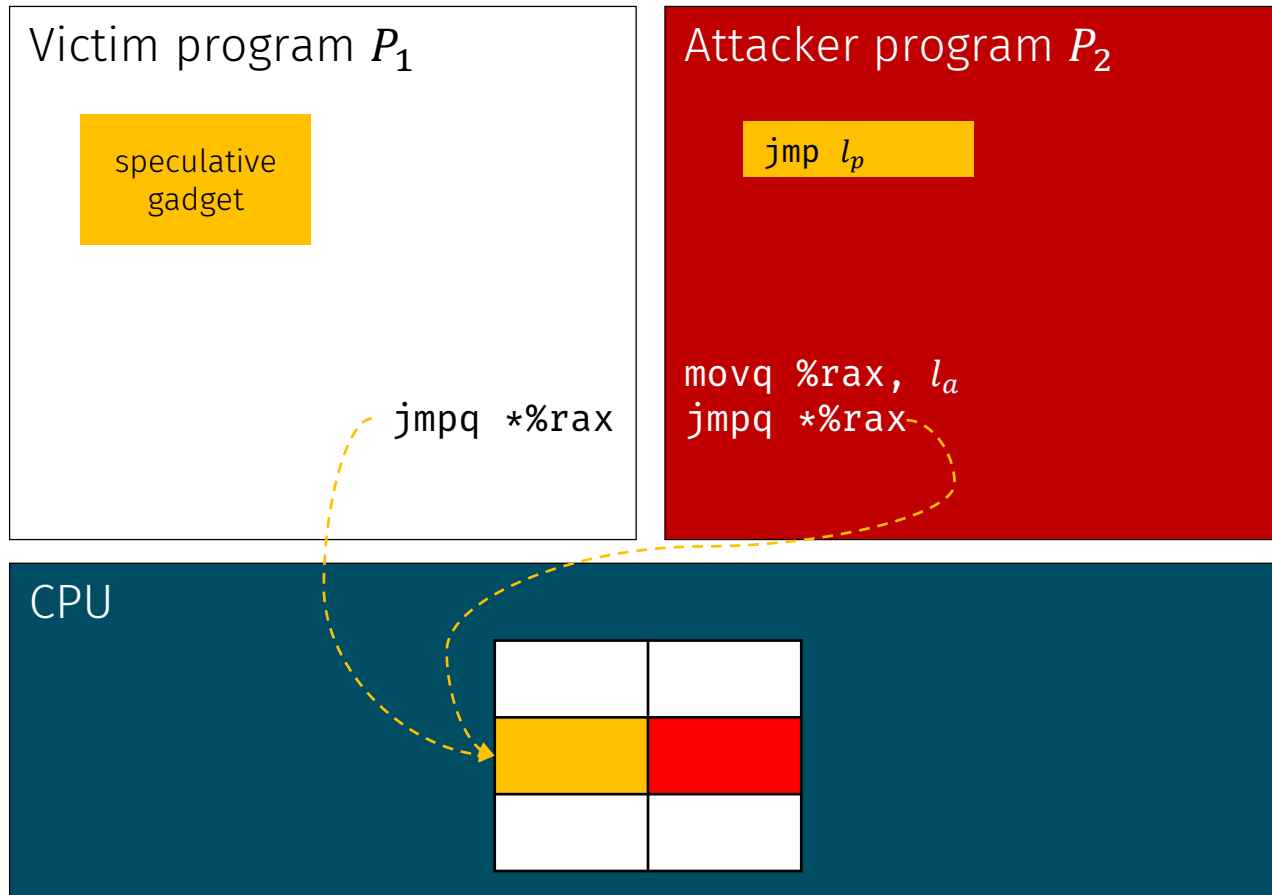 Victim program P₁
speculative
gadget
jmpq *%rax
Attacker program P₂
jmp lₚ
movq %rax, lₐ
jmpq *%rax
CPU